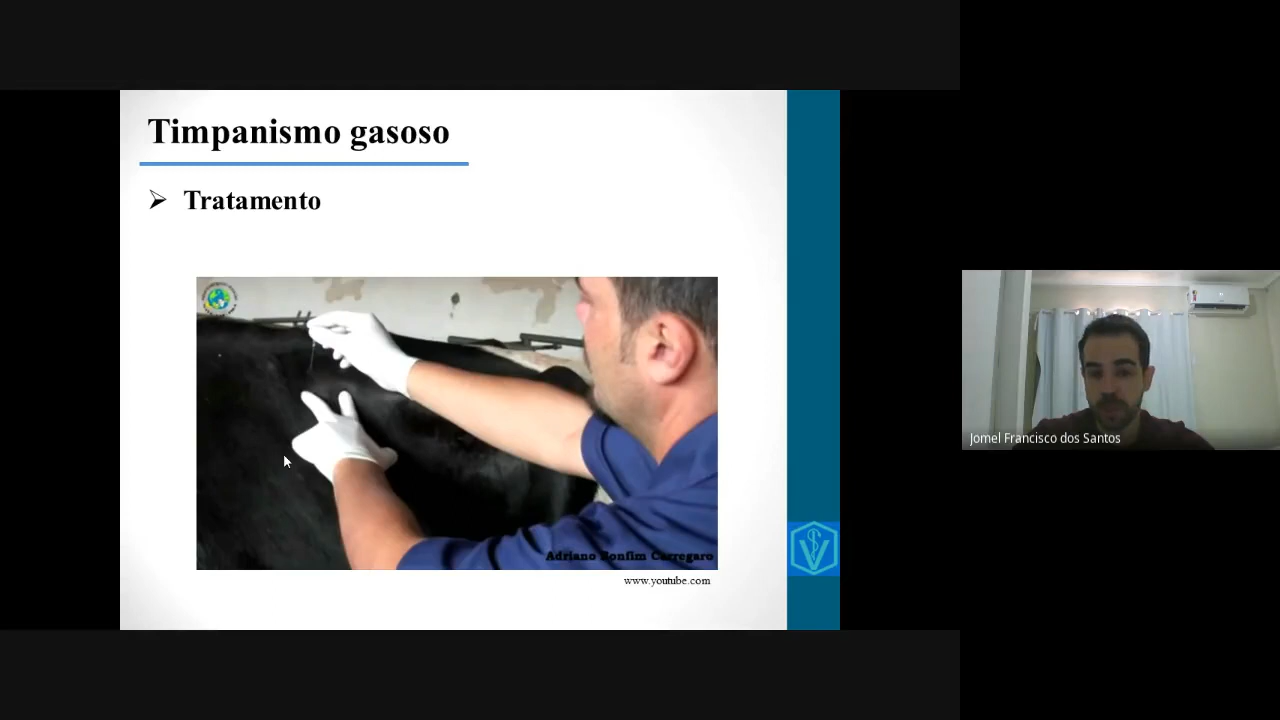 Timpanismo gasoso
Tratamento
Adriano Bonfim Carregaro
www.youtube.com
Jomel Francisco dos Santos